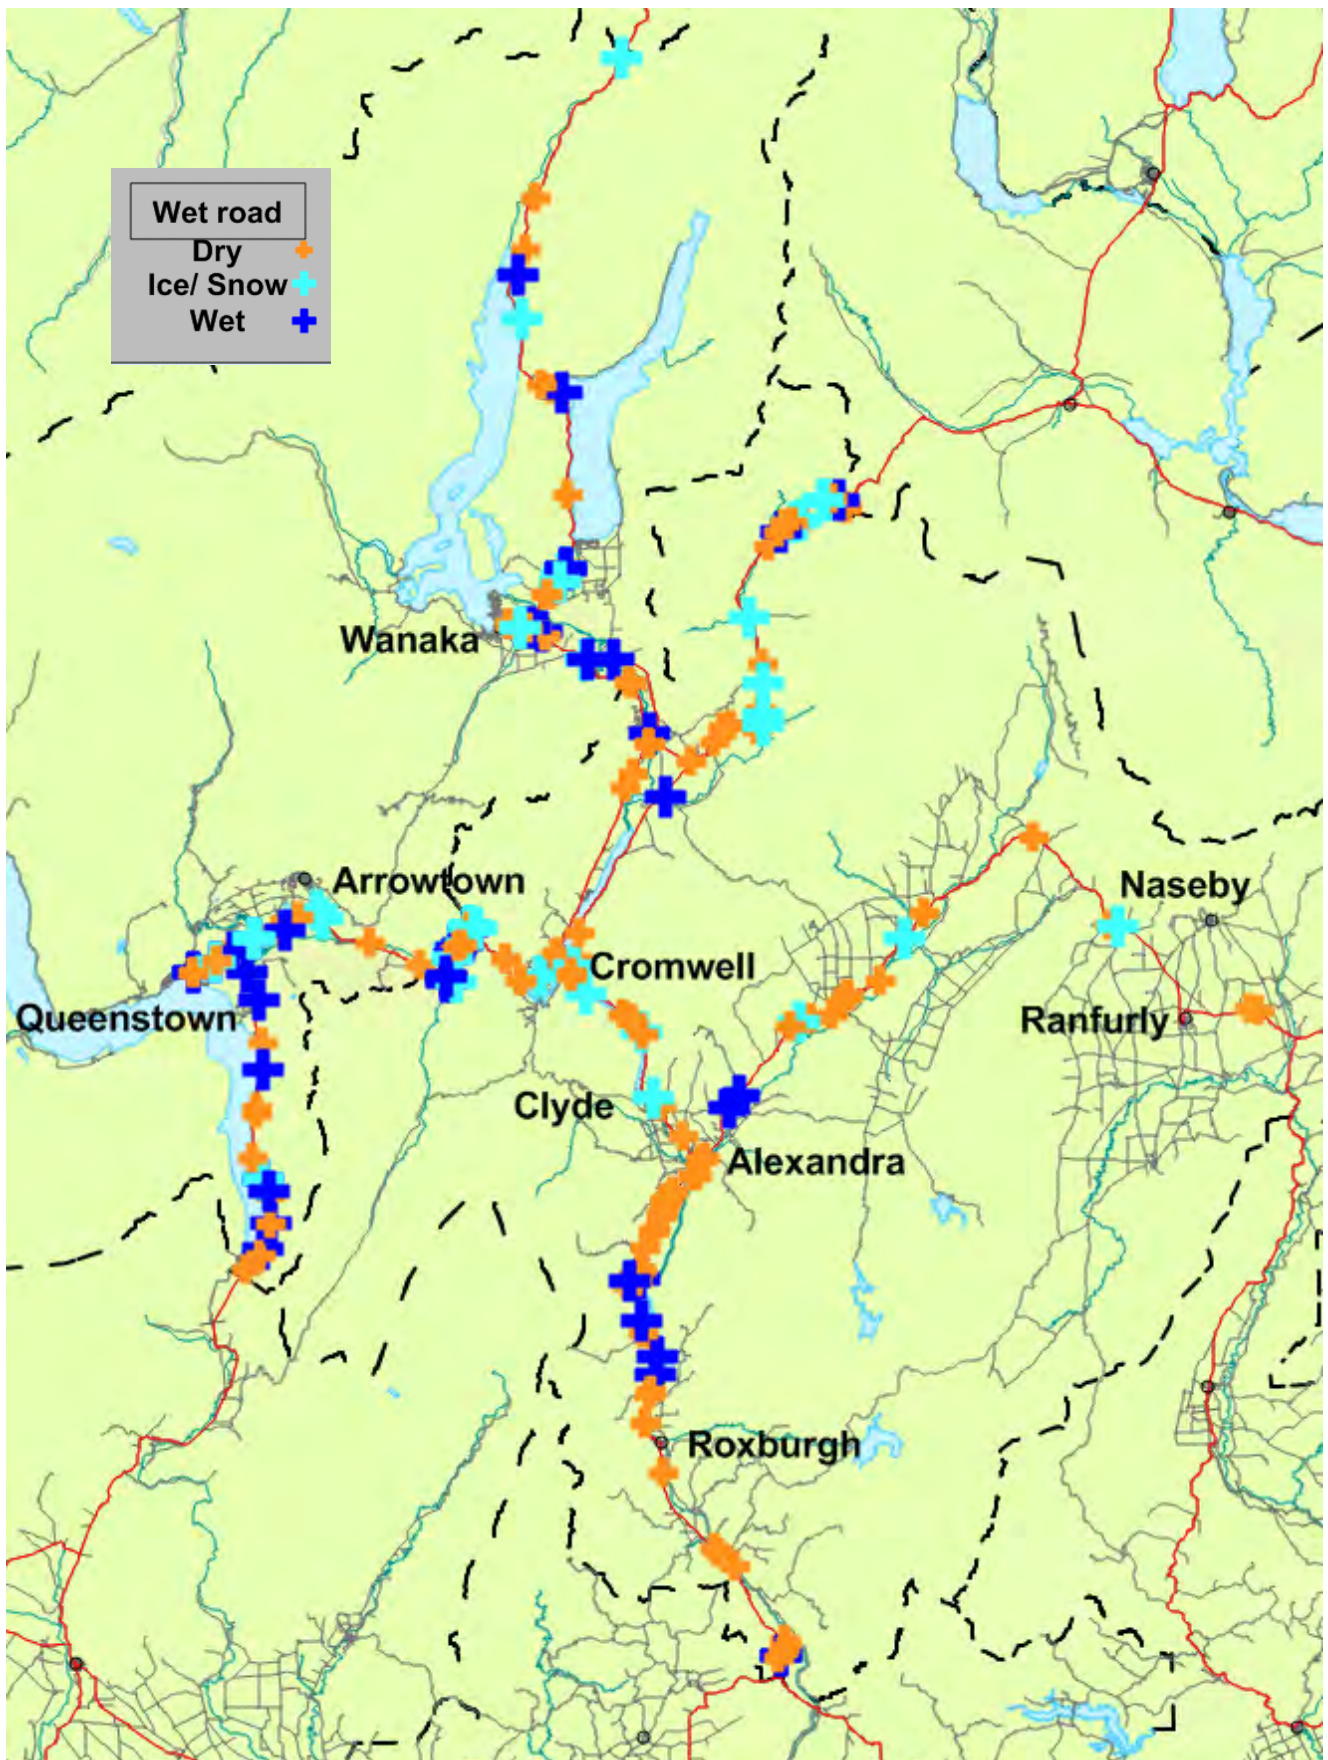 Wet road
Dry
Ice/ Snow
Wet
Wanaka
Arrowtown
Naseby
Cromwell
Queenstown
Ranfurly
Clyde
Alexandra
Roxburgh